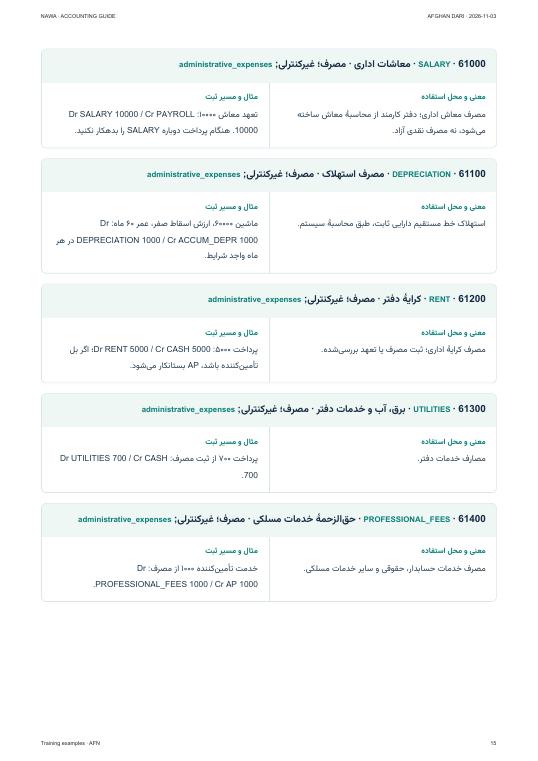 NAWA · ACCOUNTING GUIDE
AFGHAN DARI · 2026-11-03
61000 · SALARY · معاشات اداری · مصرف؛ غیرکنترلی; administrative_expenses
معنی و محل استفاده
مصرف معاش اداری؛ دفتر کارمند از محاسبهٔ معاش ساخته
می‌شود، نه مصرف نقدی آزاد.
مثال و مسیر ثبت
تعهد معاش ۱۰۰۰۰: Dr SALARY 10000 / Cr PAYROLL
10000. هنگام پرداخت دوباره SALARY را بدهکار نکنید.
61100 · DEPRECIATION · مصرف استهلاک · مصرف؛ غیرکنترلی; administrative_expenses
معنی و محل استفاده
استهلاک خط مستقیم دارایی ثابت، طبق محاسبهٔ سیستم.
مثال و مسیر ثبت
ماشین ۶۰۰۰۰، ارزش اسقاط صفر، عمر ۶۰ ماه: Dr
DEPRECIATION 1000 / Cr ACCUM_DEPR 1000 در هر
ماه واجد شرایط.
61200 · RENT · کرایهٔ دفتر · مصرف؛ غیرکنترلی; administrative_expenses
معنی و محل استفاده
مصرف کرایهٔ اداری؛ ثبت مصرف یا تعهد بررسی‌شده.
مثال و مسیر ثبت
پرداخت ۵۰۰۰: Dr RENT 5000 / Cr CASH 5000؛ اگر بل
تأمین‌کننده باشد، AP بستانکار می‌شود.
61300 · UTILITIES · برق، آب و خدمات دفتر · مصرف؛ غیرکنترلی; administrative_expenses
معنی و محل استفاده
مصارف خدمات دفتر.
مثال و مسیر ثبت
پرداخت ۷۰۰ از ثبت مصرف: Dr UTILITIES 700 / Cr CASH
700.
61400 · PROFESSIONAL_FEES · حق‌الزحمهٔ خدمات مسلکی · مصرف؛ غیرکنترلی; administrative_expenses
معنی و محل استفاده
مصرف خدمات حسابدار، حقوقی و سایر خدمات مسلکی.
مثال و مسیر ثبت
خدمت تأمین‌کننده ۱۰۰۰ از مصرف: Dr
PROFESSIONAL_FEES 1000 / Cr AP 1000.
Training examples · AFN
15